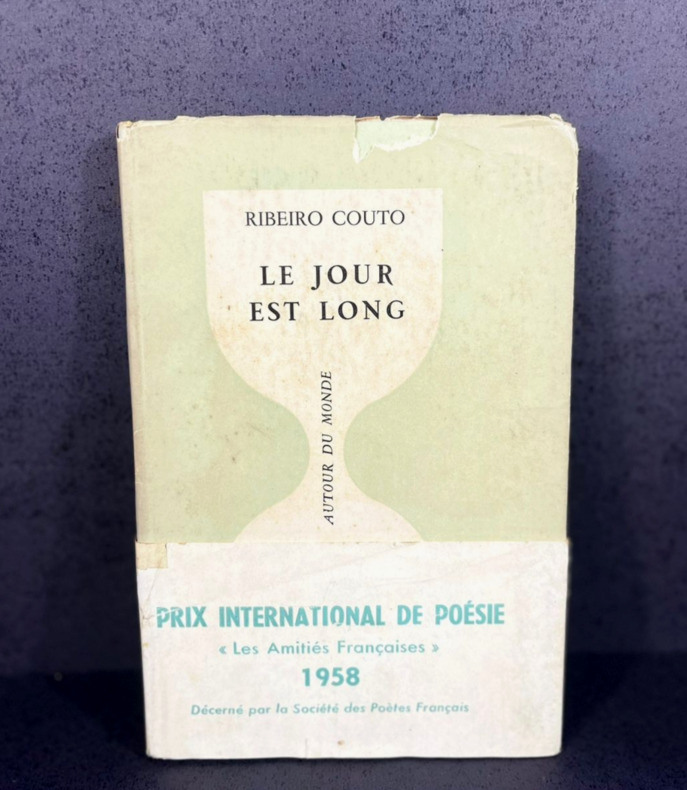 RIBEIRO COUTO
LE JOUR
EST LONG
AUTOUR DU MONDE
PRIX INTERNATIONAL DE POÉSIE
« Les Amitiés Françaises »
1958
Décerné par la Société des Poètes Français